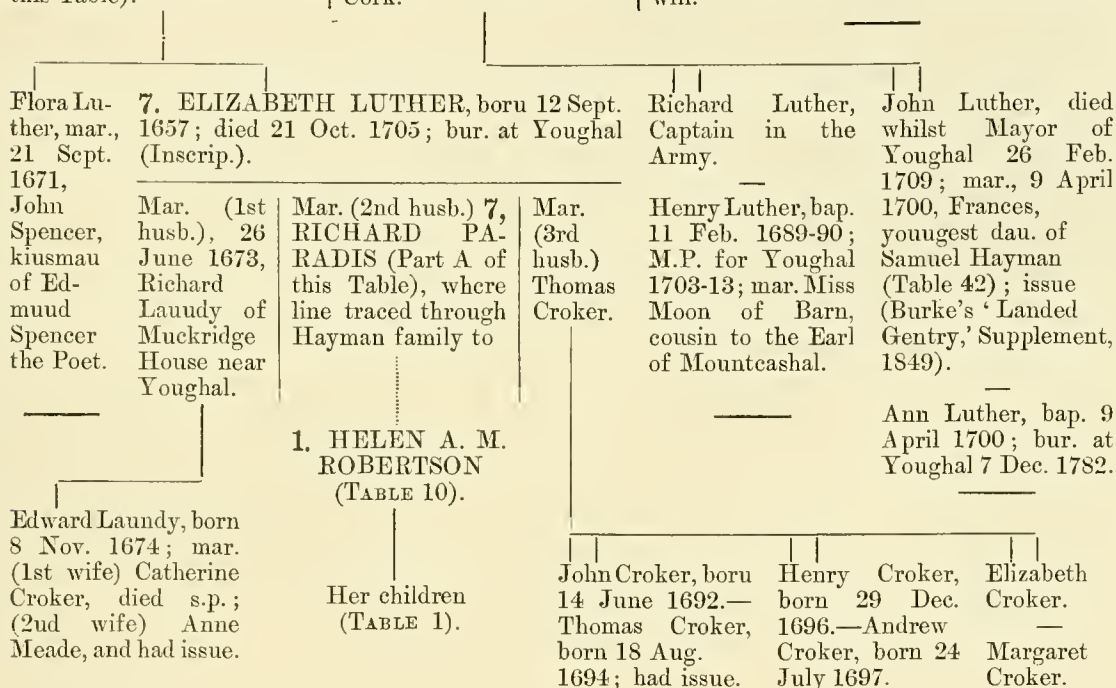 this Table).
Cork.
will.
Flora Lu-
ther, mar.,
21 Sept.
1671,
John
Spencer,
kinsman
of Ed-
mund
Spencer
the Poet.
7. ELIZABETH LUTHER, born 12 Sept.
1657; died 21 Oct. 1705; bur. at Youghal
(Inscrip.).
Mar. (1st
husb.), 26
June 1673,
Richard
Laundy of
Muckridge
House near
Youghal.
Mar. (2nd husb.) 7,
RICHARD PA-
RADIS (Part A of
this Table), where
line traced through
Hayman family to
1. HELEN A. M.
ROBERTSON
(TABLE 10).
Her children
(TABLE 1).
Mar.
(3rd
husb.)
Thomas
Croker.
Richard Luther,
Captain in the
Army.
—
Henry Luther, bap.
11 Feb. 1689-90;
M.P. for Youghal
1703-13; mar. Miss
Moon of Barn,
cousin to the Earl
of Mountcashal.
John Luther, died
whilst Mayor of
Youghal 26 Feb.
1709; mar., 9 April
1700, Frances,
youngest dau. of
Samuel Hayman
(Table 42); issue
(Burke's ‘Landed
Gentry,’ Supplement,
1849).
—
Ann Luther, bap. 9
April 1700; bur. at
Youghal 7 Dec. 1782.
Edward Laundy, born
8 Nov. 1674; mar.
(1st wife) Catherine
Croker, died s.p.;
(2nd wife) Anne
Meade, and had issue.
John Croker, born
14 June 1692.—
Thomas Croker,
born 18 Aug.
1694; had issue.
Henry Croker,
born 29 Dec.
1696.—Andrew
Croker, born 24
July 1697.
Elizabeth
Croker.
—
Margaret
Croker.